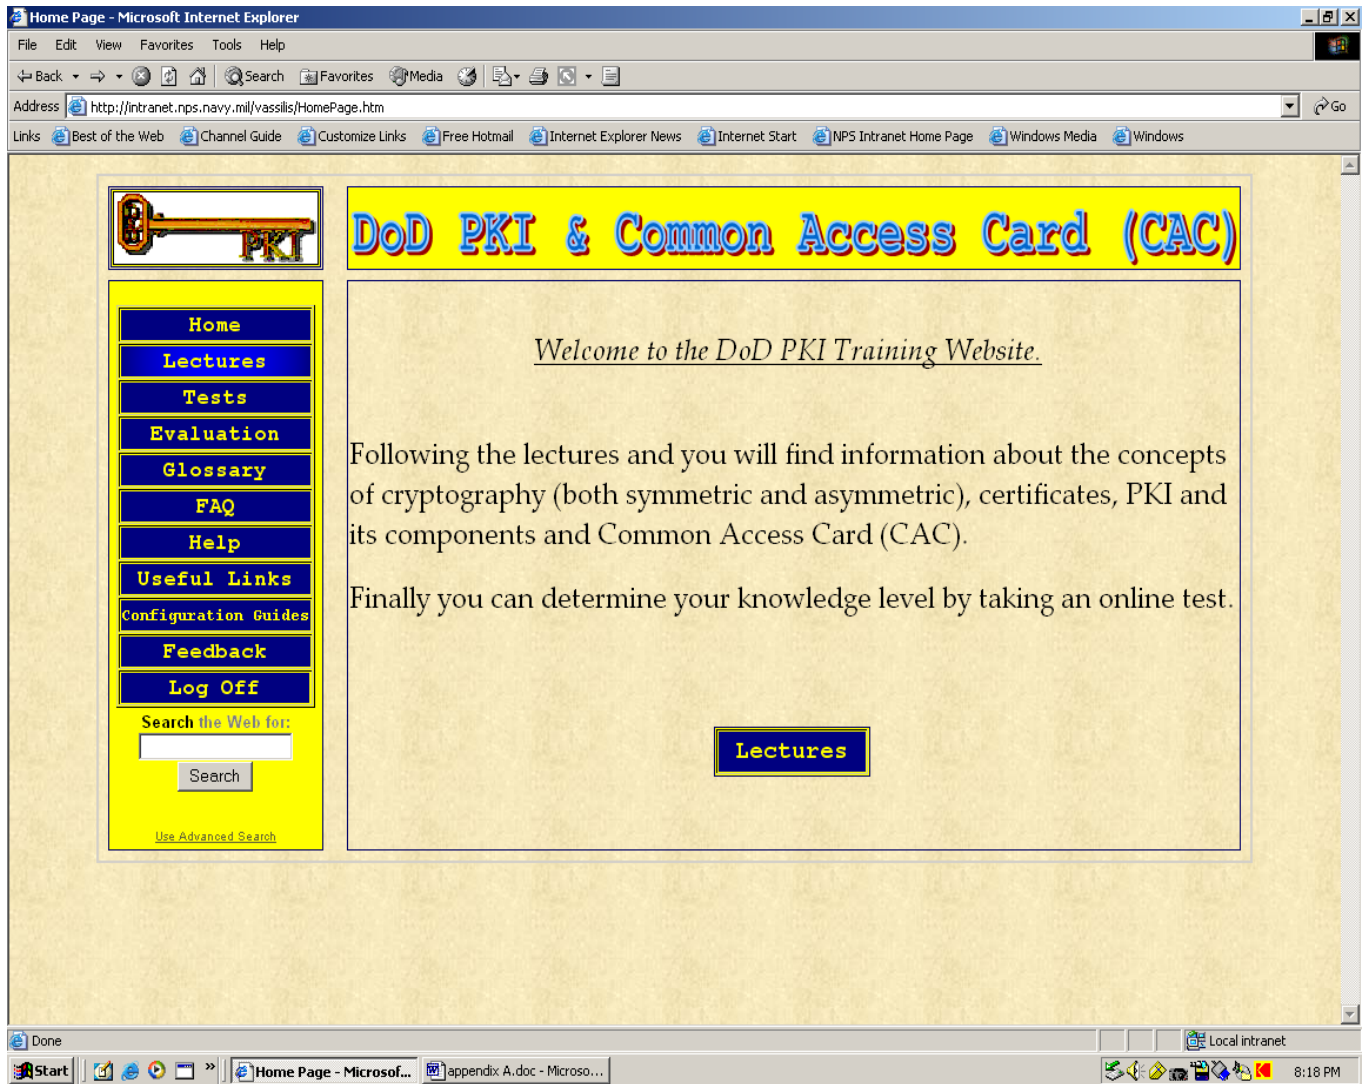 Home Page - Microsoft Internet Explorer
File Edit View Favorites Tools Help
Back Search Favorites Media
Address http://intranet.nps.navy.mil/vassilis/HomePage.htm Go
Links Best of the Web Channel Guide Customize Links Free Hotmail Internet Explorer News Internet Start NPS Intranet Home Page Windows Media Windows
PKI
DoD PKI & Common Access Card (CAC)
Home
Lectures
Tests
Evaluation
Glossary
FAQ
Help
Useful Links
Configuration Guides
Feedback
Log Off
Search the Web for:
Search
Use Advanced Search
Welcome to the DoD PKI Training Website.
Following the lectures and you will find information about the concepts
of cryptography (both symmetric and asymmetric), certificates, PKI and
its components and Common Access Card (CAC).
Finally you can determine your knowledge level by taking an online test.
Lectures
Done Local intranet
Start » Home Page - Microsof... appendix A.doc - Microso... 8:18 PM